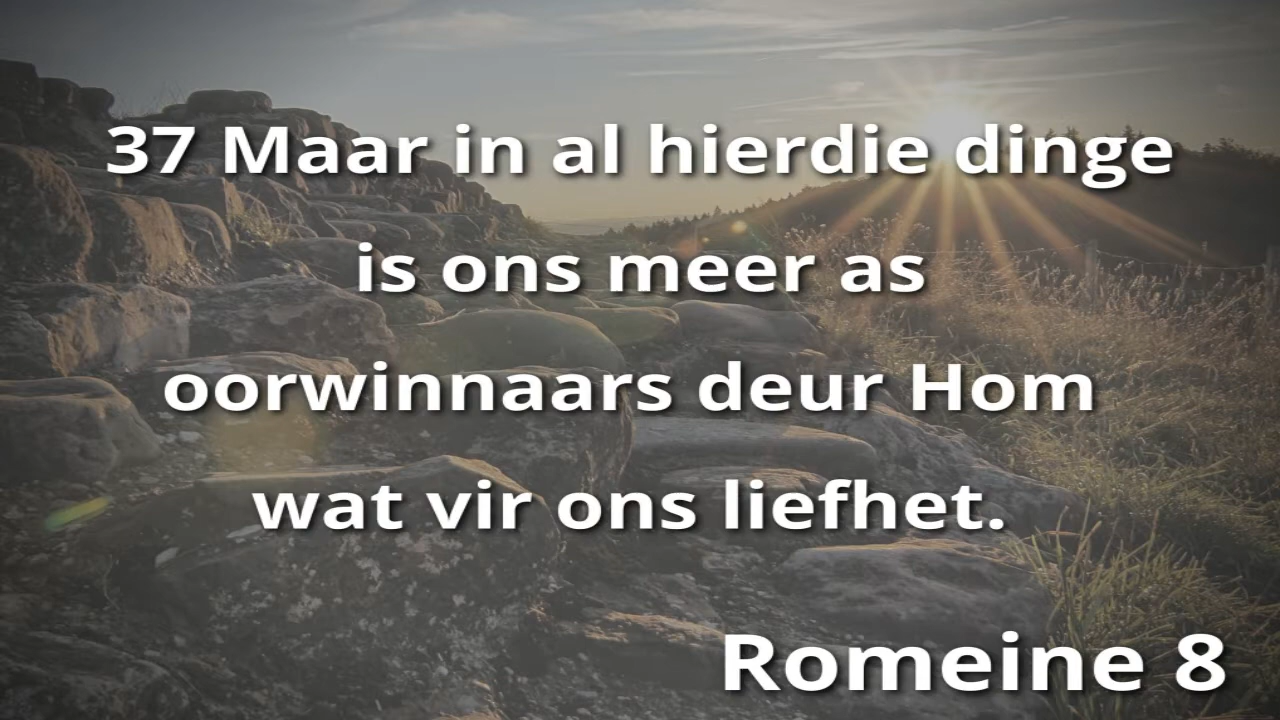 37 Maar in al hierdie dinge
is ons meer as
oorwinnaars deur Hom
wat vir ons liefhet.
Romeine 8